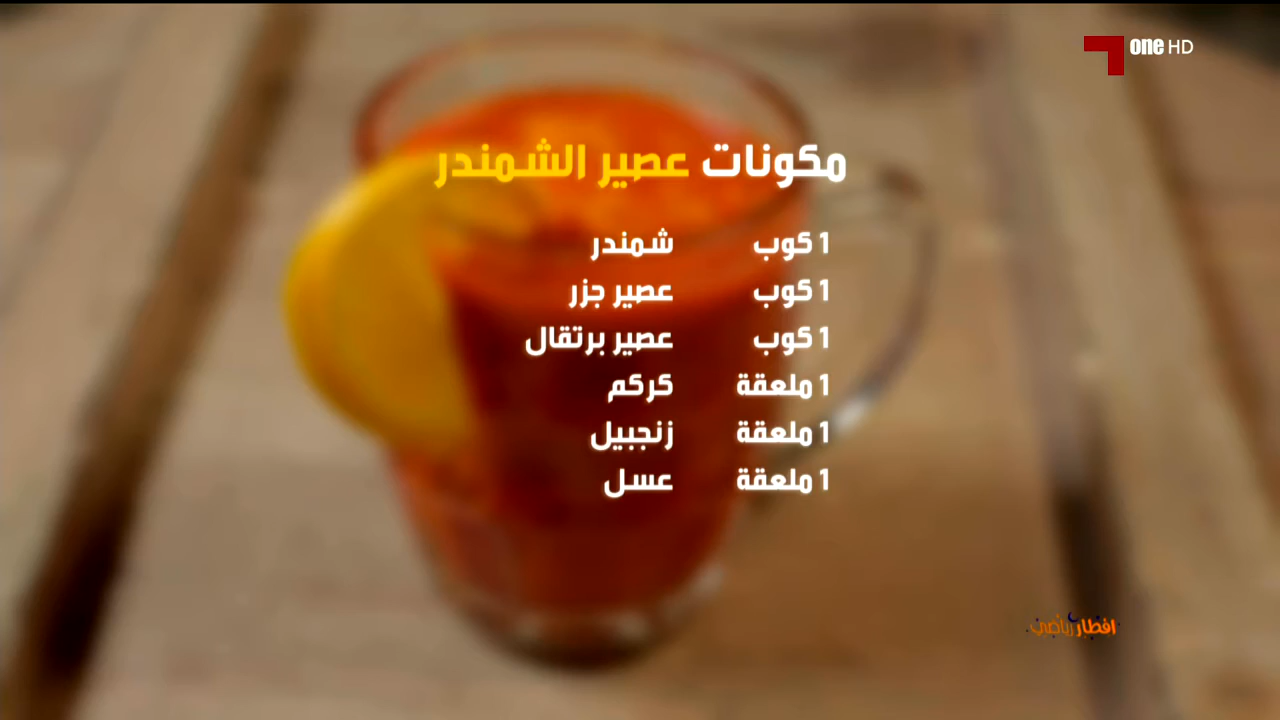 one HD
مكونات عصير الشمندر
1 كوب شمندر
1 كوب عصير جزر
1 كوب عصير برتقال
1 ملعقة كركم
1 ملعقة زنجبيل
1 ملعقة عسل
افطار رياضي